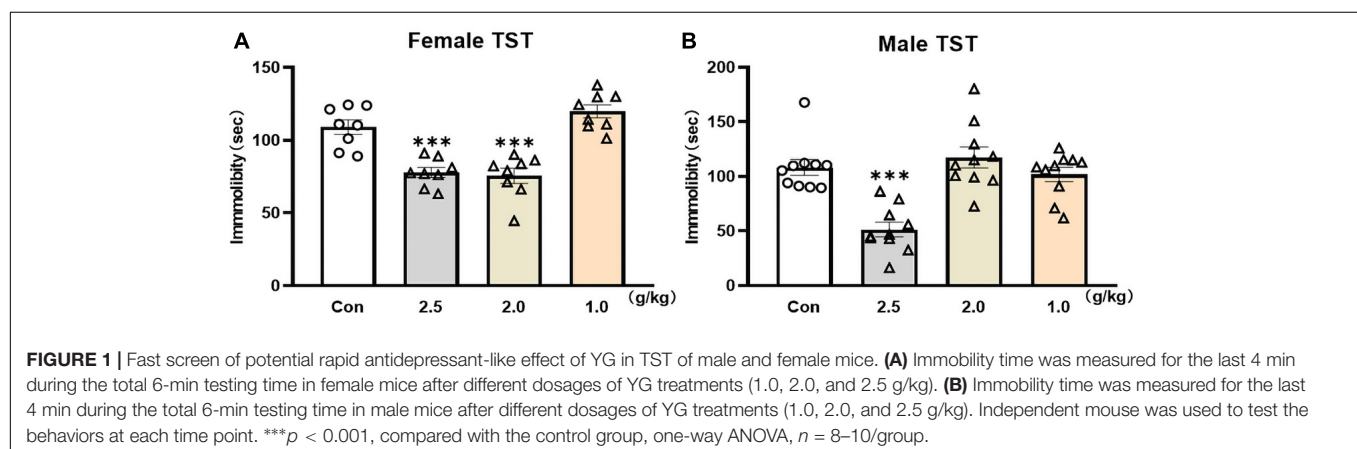 A
Female TST
150
100
50
0
Immmolibity (sec)
***
***
Con
2.5
2.0
1.0
(g/kg)
B
Male TST
200
150
100
50
0
Immmolibity (sec)
***
Con
2.5
2.0
1.0
(g/kg)
FIGURE 1 | Fast screen of potential rapid antidepressant-like effect of YG in TST of male and female mice. (A) Immobility time was measured for the last 4 min
during the total 6-min testing time in female mice after different dosages of YG treatments (1.0, 2.0, and 2.5 g/kg). (B) Immobility time was measured for the last
4 min during the total 6-min testing time in male mice after different dosages of YG treatments (1.0, 2.0, and 2.5 g/kg). Independent mouse was used to test the
behaviors at each time point. ***p < 0.001, compared with the control group, one-way ANOVA, n = 8–10/group.